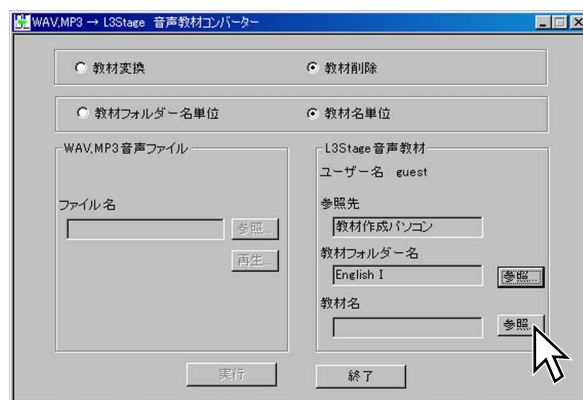 WAV,MP3 → L3Stage 音声教材コンバーター
教材変換 教材削除
教材フォルダー名単位 教材名単位
WAV,MP3音声ファイル
ファイル名
参照...
再生...
L3Stage音声教材
ユーザー名 guest
参照先
教材作成パソコン
教材フォルダー名
English I
参照...
教材名
参照...
実行 終了